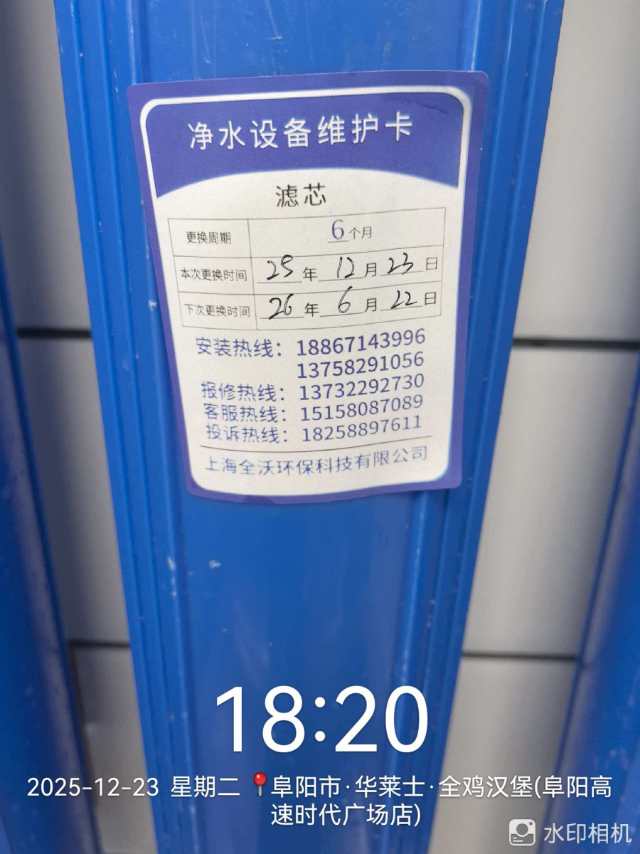 净水设备维护卡
滤芯
更换周期 6个月
本次更换时间 25年12月23日
下次更换时间 26年6月22日
安装热线：18867143996
13758291056
报修热线：13732292730
客服热线：15158087089
投诉热线：18258897611
上海全沃环保科技有限公司
18:20
2025-12-23 星期二 阜阳市·华莱士·全鸡汉堡(阜阳高
速时代广场店)
水印相机